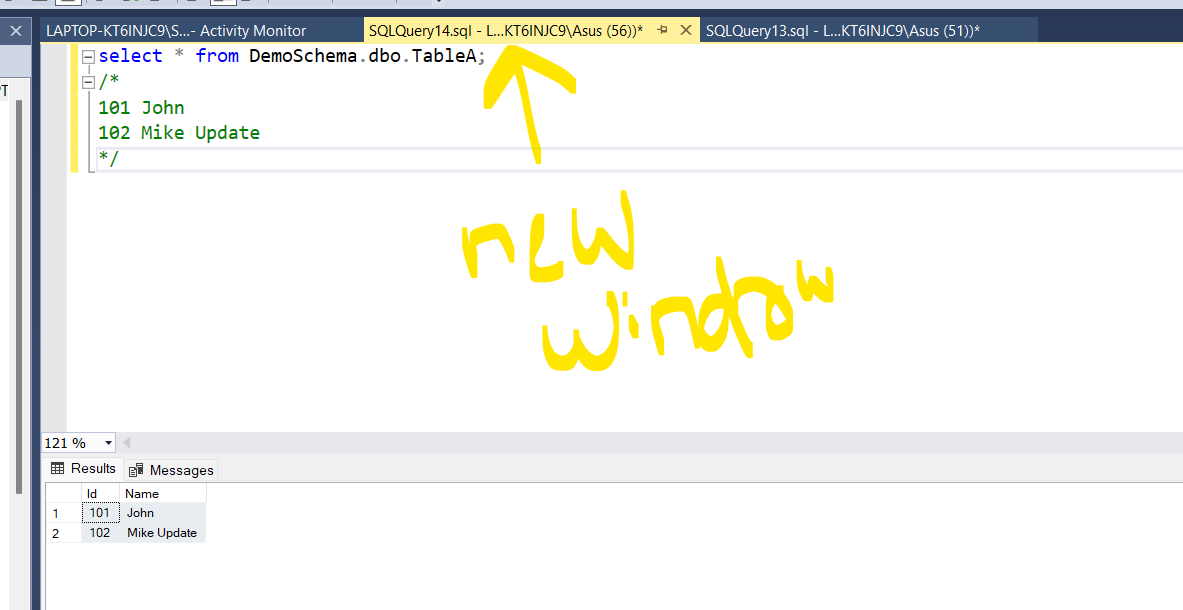 LAPTOP-KT6INJC9\S...- Activity Monitor
SQLQuery14.sql - L...KT6INJC9\Asus (56))*
SQLQuery13.sql - L...KT6INJC9\Asus (51))*
select * from DemoSchema.dbo.TableA;
/*
101 John
102 Mike Update
*/
new
window
121 %
Results
Messages
Id Name
1 101 John
2 102 Mike Update